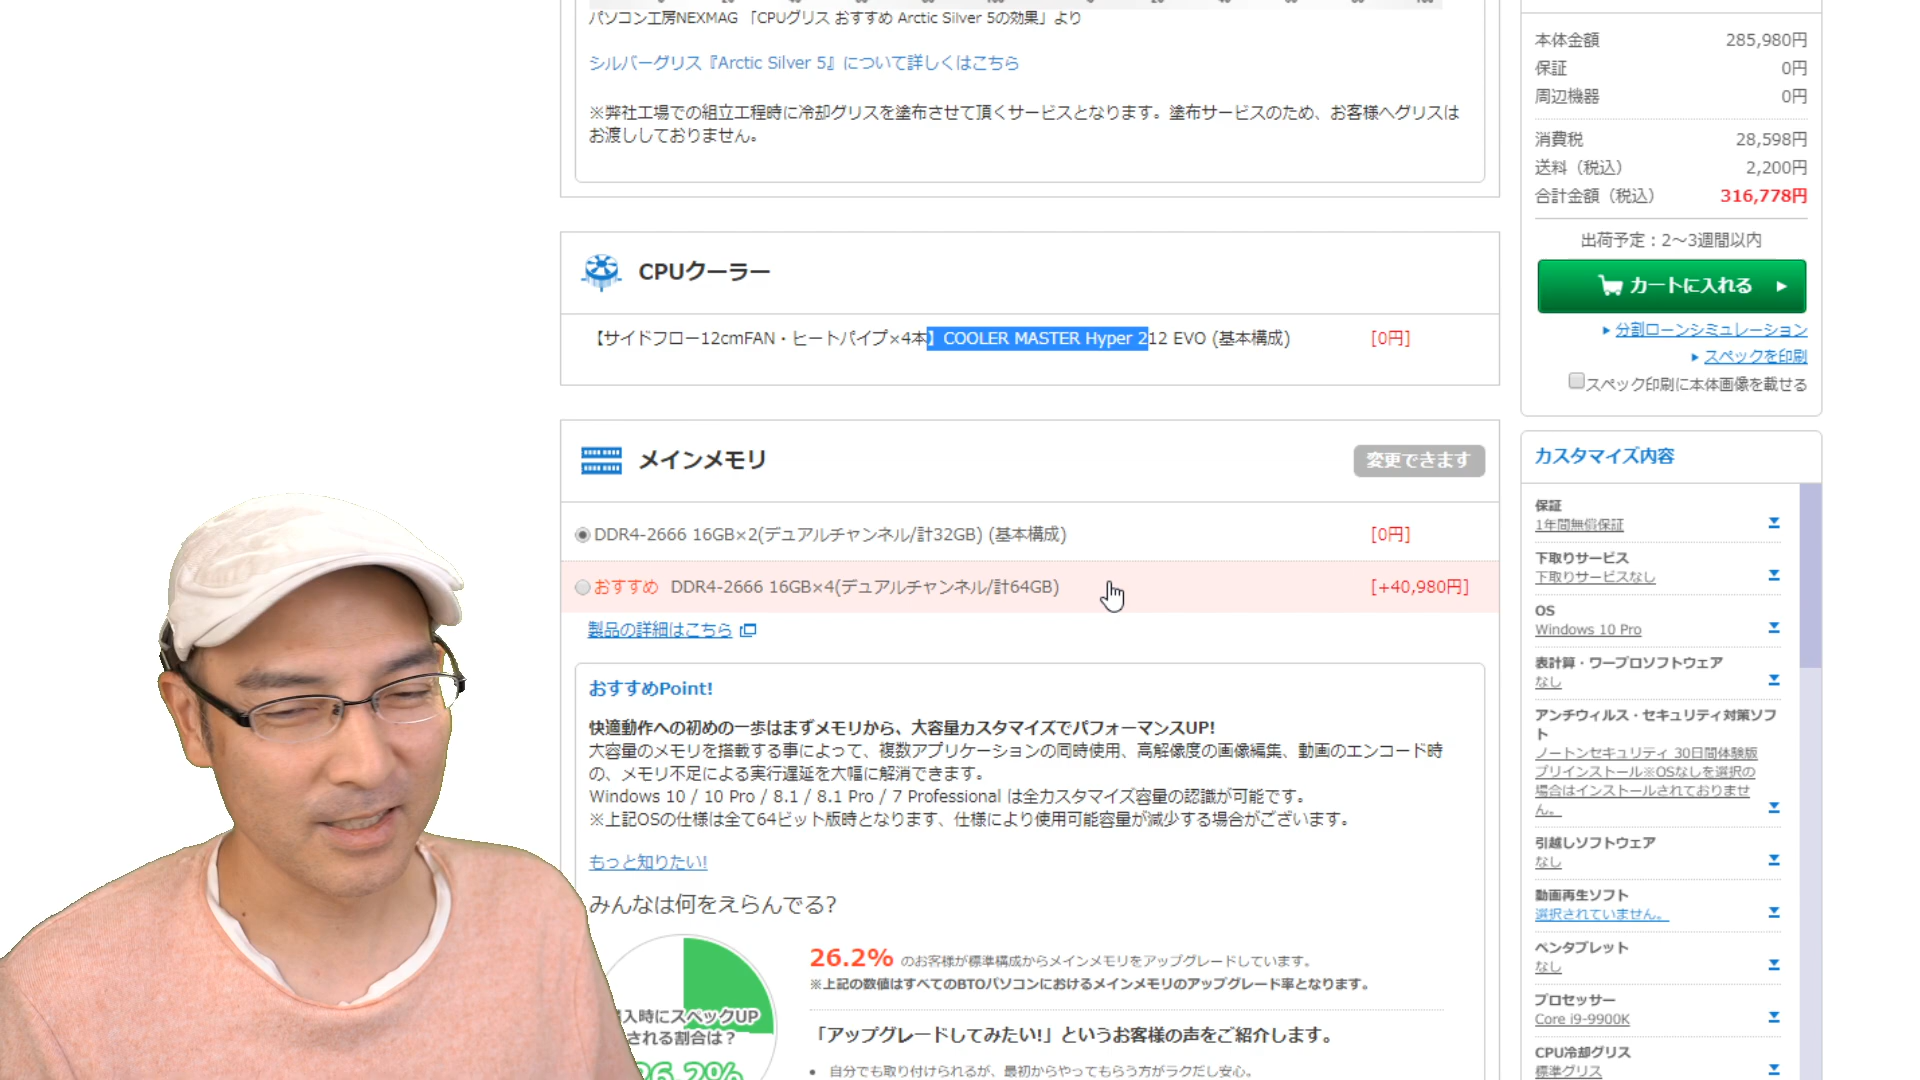 パソコン工房NEXMAG 「CPUグリス おすすめ Arctic Silver 5の効果」より
シルバーグリス『Arctic Silver 5』について詳しくはこちら
※弊社工場での組立工程時に冷却グリスを塗布させて頂くサービスとなります。塗布サービスのため、お客様へグリスは
お渡ししておりません。
CPUクーラー
【サイドフロー12cmFAN・ヒートパイプ×4本】COOLER MASTER Hyper 212 EVO (基本構成) [0円]
メインメモリ
変更できます
DDR4-2666 16GB×2(デュアルチャンネル/計32GB) (基本構成) [0円]
おすすめ DDR4-2666 16GB×4(デュアルチャンネル/計64GB) [+40,980円]
製品の詳細はこちら
おすすめPoint!
快適動作への初めの一歩はまずメモリから、大容量カスタマイズでパフォーマンスUP!
大容量のメモリを搭載する事によって、複数アプリケーションの同時使用、高解像度の画像編集、動画のエンコード時
の、メモリ不足による実行遅延を大幅に解消できます。
Windows 10 / 10 Pro / 8.1 / 8.1 Pro / 7 Professional は全カスタマイズ容量の認識が可能です。
※上記OSの仕様は全て64ビット版時となります、仕様により使用可能容量が減少する場合がございます。
もっと知りたい!
みんなは何をえらんでる?
入時にスペックUP
される割合は？
26.2%
26.2% のお客様が標準構成からメインメモリをアップグレードしています。
※上記の数値はすべてのBTOパソコンにおけるメインメモリのアップグレード率となります。
「アップグレードしてみたい!」というお客様の声をご紹介します。
• 自分でも取り付けられるが、最初からやってもらう方がラクだし安心。
本体金額 285,980円
保証 0円
周辺機器 0円
消費税 28,598円
送料（税込） 2,200円
合計金額（税込） 316,778円
出荷予定：2～3週間以内
カートに入れる
分割ローンシミュレーション
スペックを印刷
スペック印刷に本体画像を載せる
カスタマイズ内容
保証
1年間無償保証
下取りサービス
下取りサービスなし
OS
Windows 10 Pro
表計算・ワープロソフトウェア
なし
アンチウィルス・セキュリティ対策ソフ
ト
ノートンセキュリティ 30日間体験版
プリインストール※OSなしを選択の
場合はインストールされておりませ
ん。
引越しソフトウェア
なし
動画再生ソフト
選択されていません。
ペンタブレット
なし
プロセッサー
Core i9-9900K
CPU冷却グリス
標準グリス